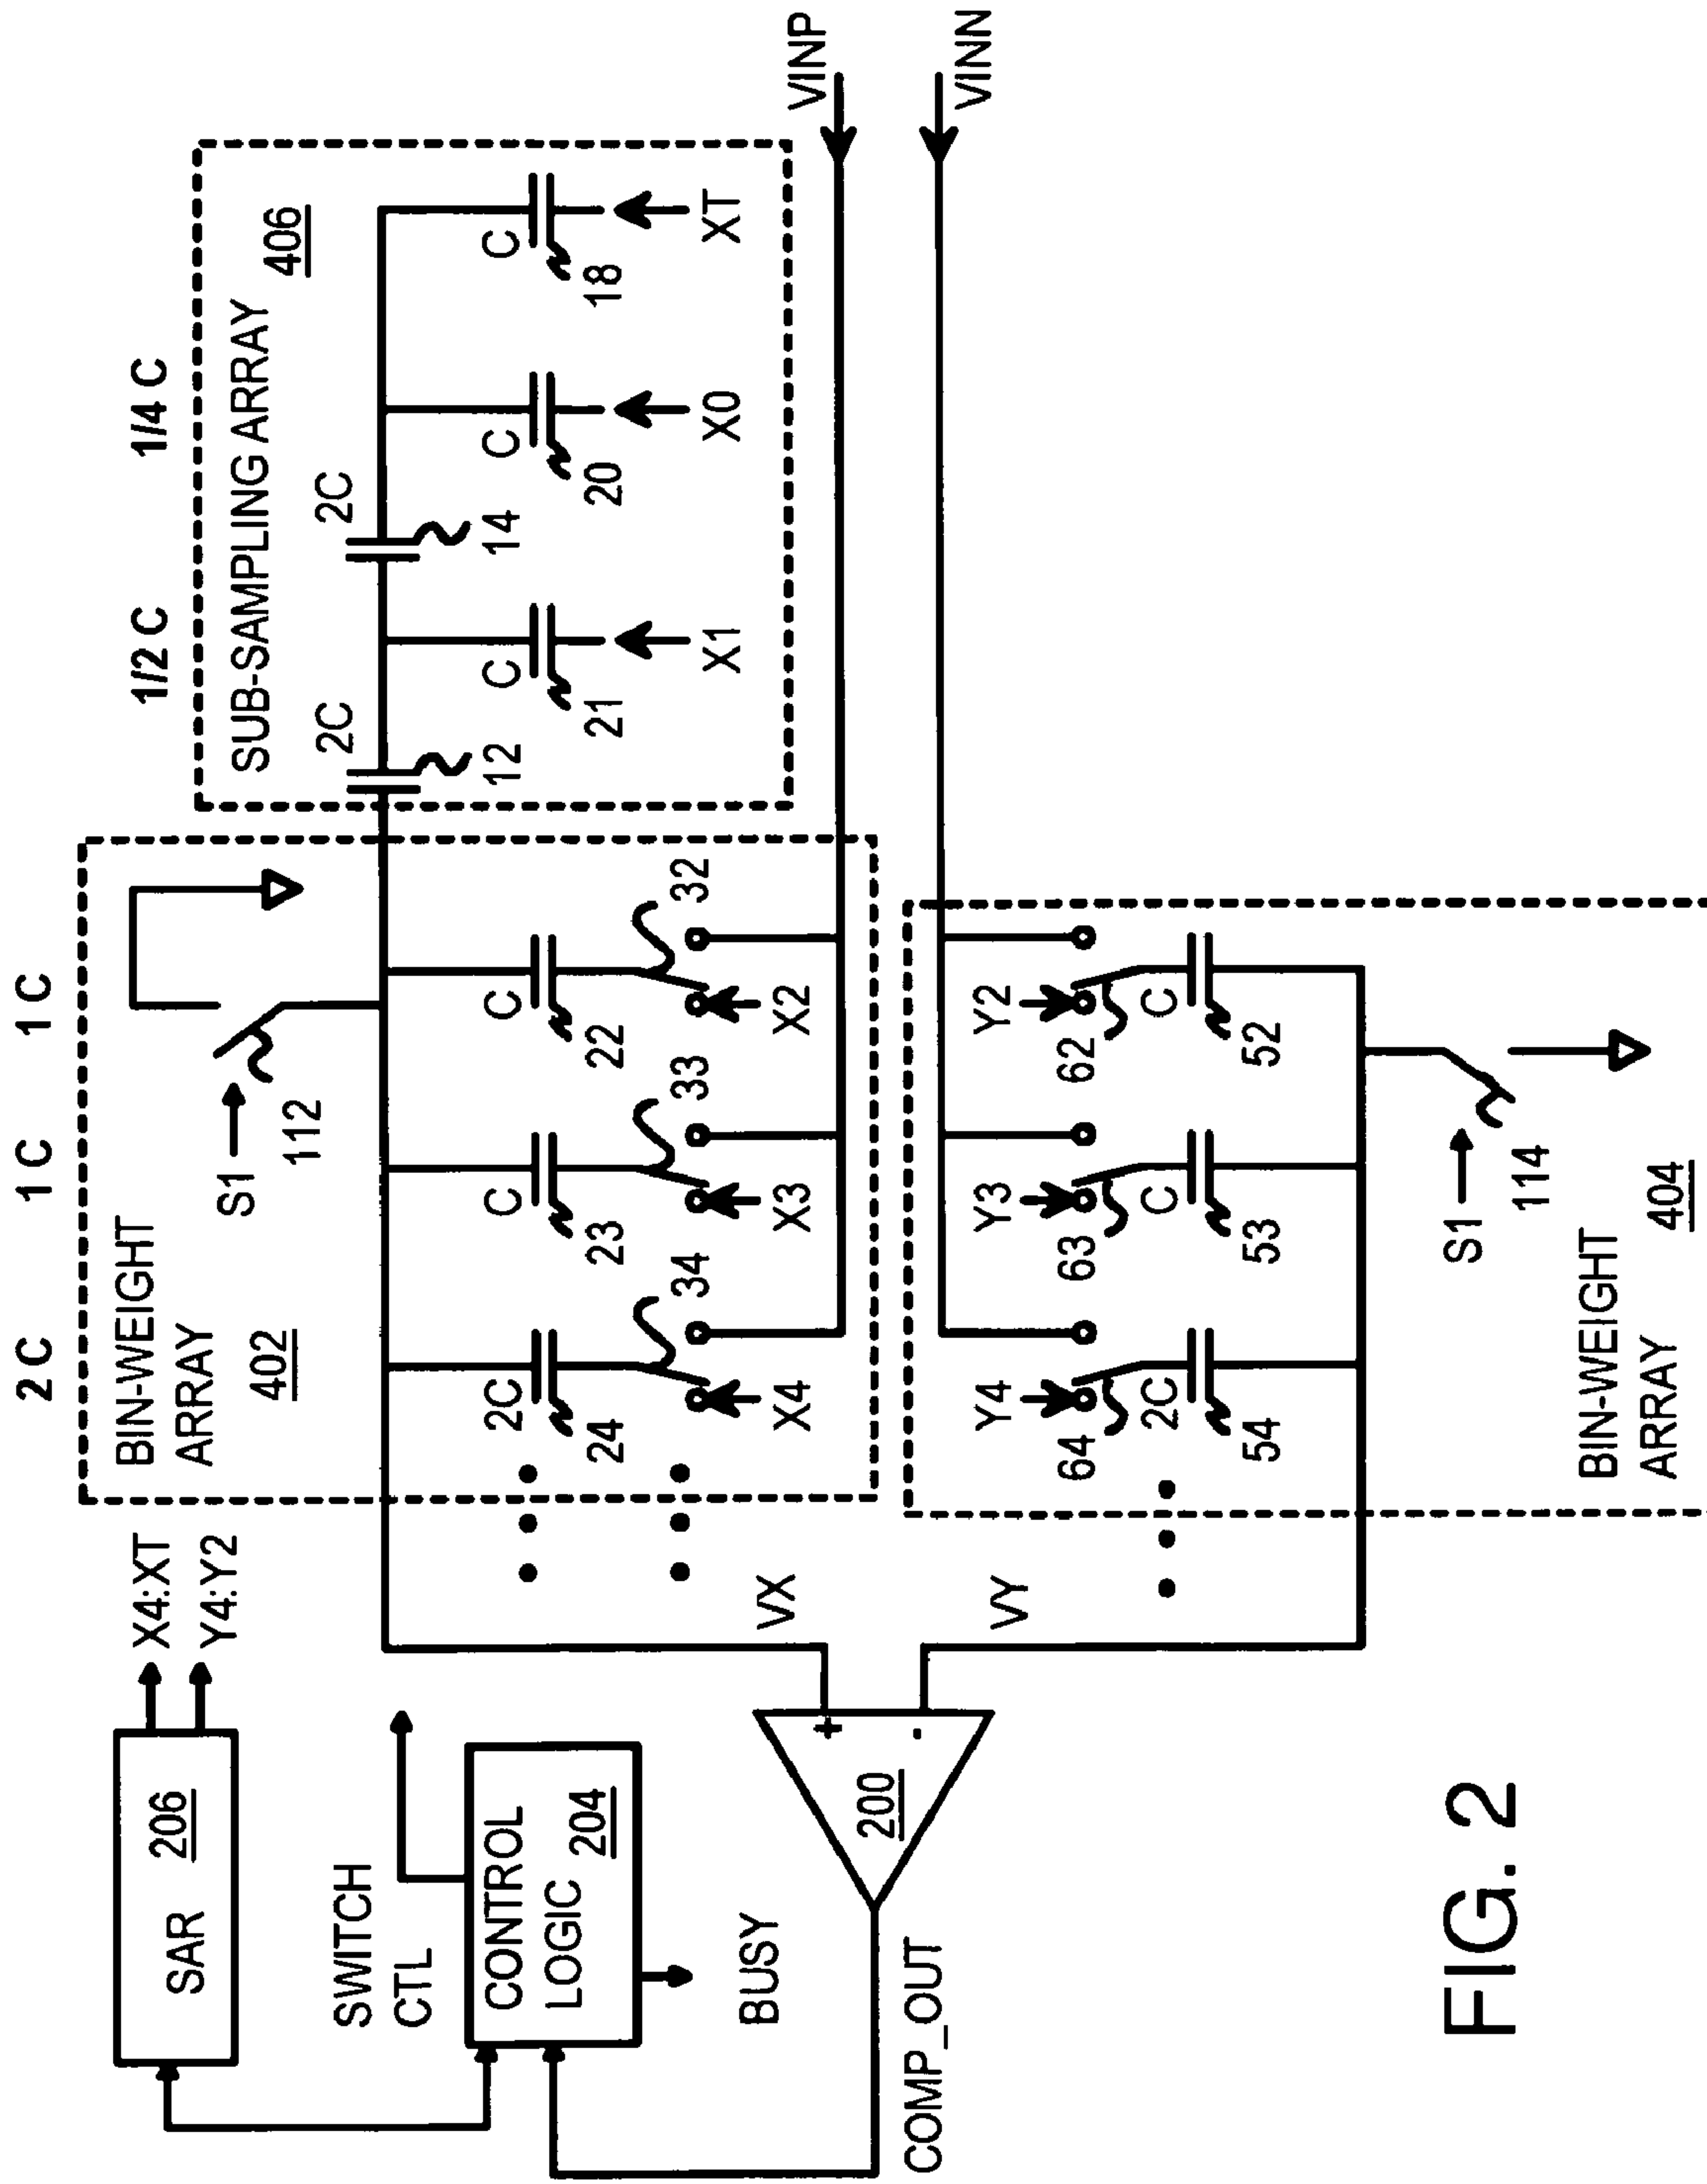 2 C 1 C 1 C 1/2 C 1/4 C
X4:XT
Y4:Y2
SAR 206
SWITCH
CTL
CONTROL
LOGIC 204
BUSY
COMP_OUT
200
+
-
VX
VY
BIN-WEIGHT
ARRAY
402
S1
112
2C
24
34
X4
C
23
33
X3
C
22
32
X2
SUB-SAMPLING ARRAY
406
2C
12
C
21
X1
2C
14
C
20
X0
C
18
XT
VINP
VINN
Y4
64
2C
54
Y3
63
C
53
Y2
62
C
52
S1
114
BIN-WEIGHT
ARRAY
404
FIG. 2